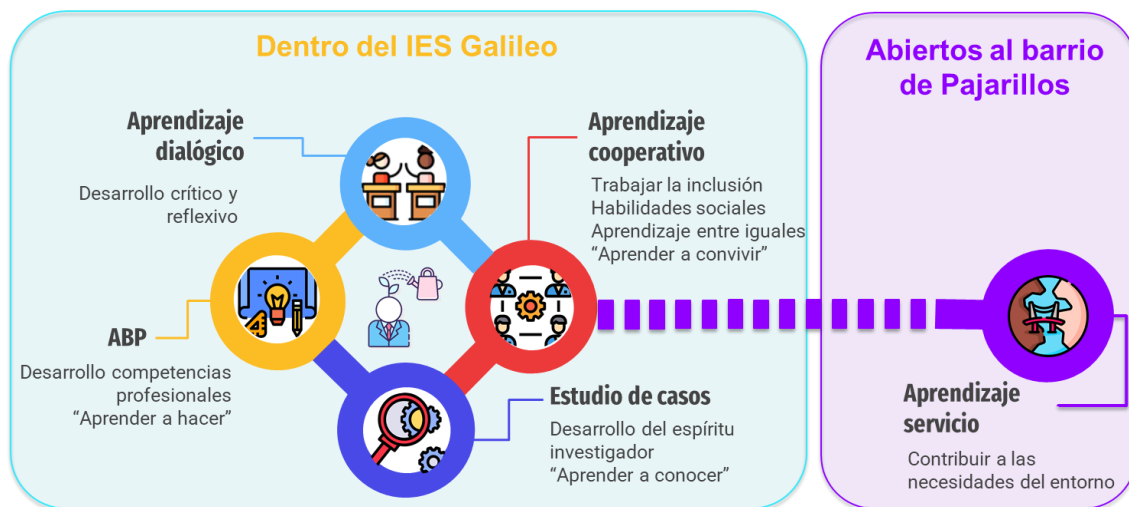 Dentro del IES Galileo
Aprendizaje
dialógico
Desarrollo crítico y
reflexivo
Aprendizaje
cooperativo
Trabajar la inclusión
Habilidades sociales
Aprendizaje entre iguales
“Aprender a convivir”
ABP
Desarrollo competencias
profesionales
“Aprender a hacer”
Estudio de casos
Desarrollo del espíritu
investigador
“Aprender a conocer”
Abiertos al barrio
de Pajarillos
Aprendizaje
servicio
Contribuir a las
necesidades del entorno